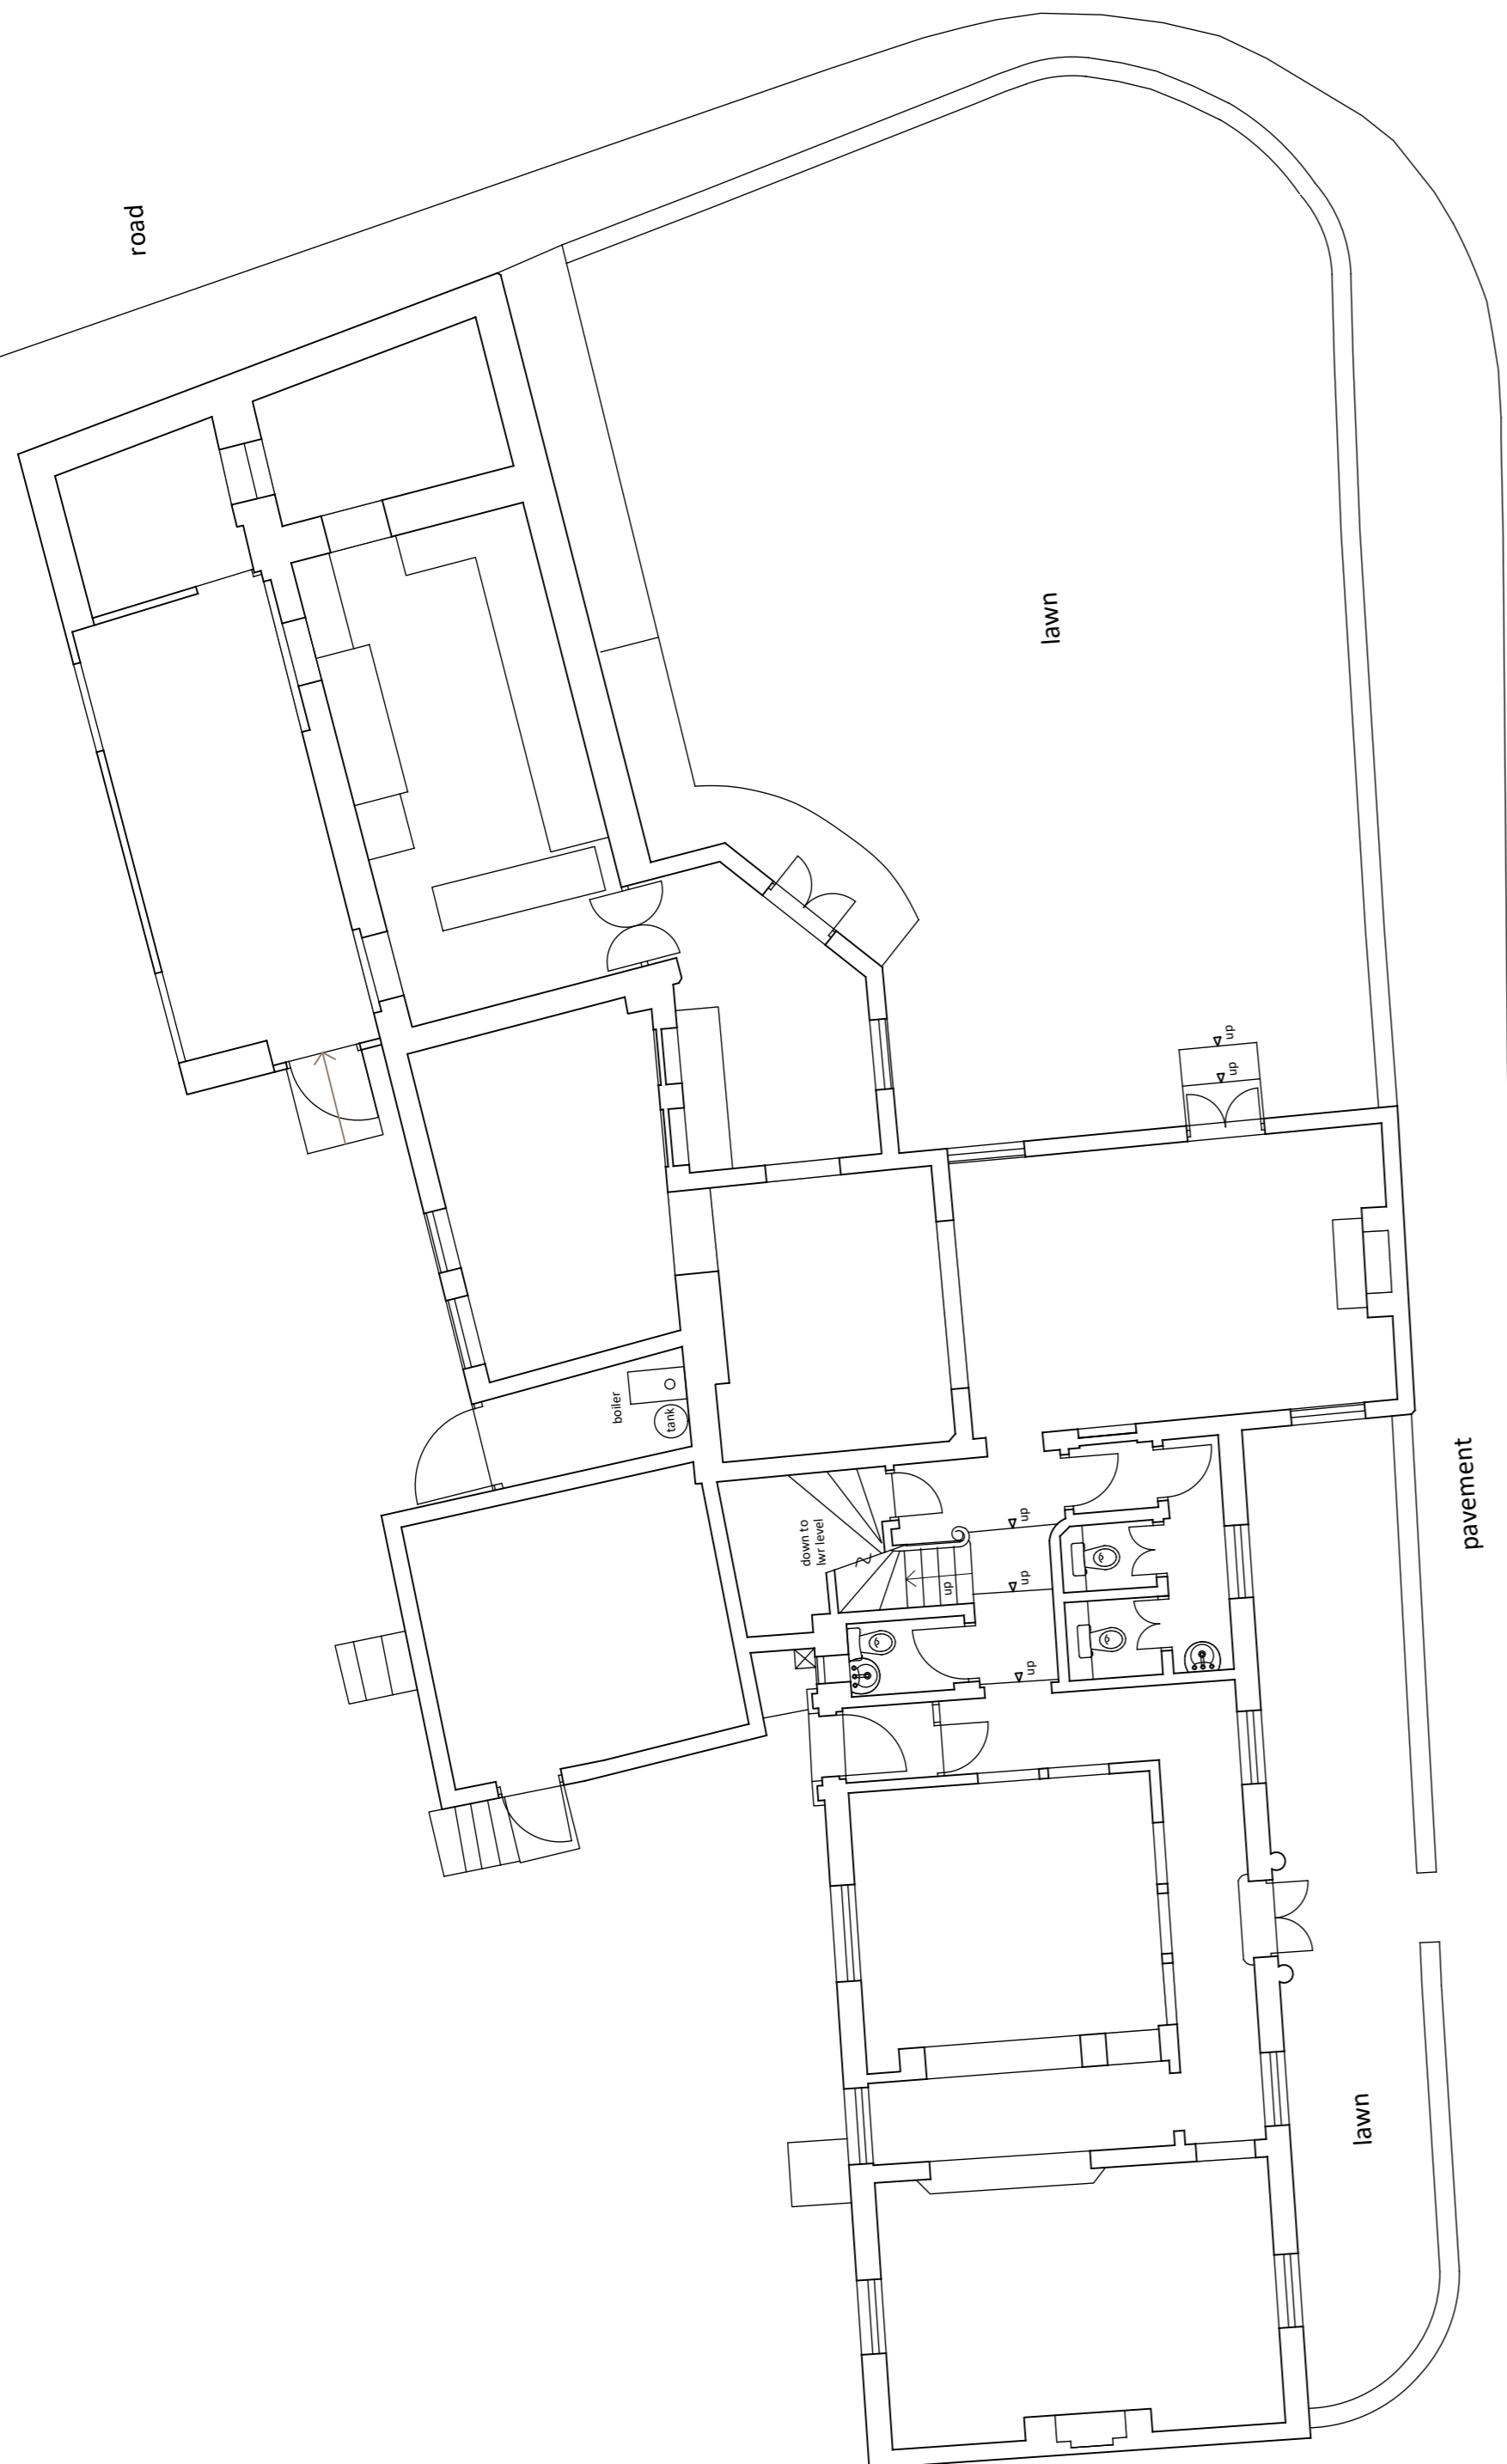 road
lawn
up
up
boiler
tank
pavement
down to
lwr level
up
up
up
up
lawn